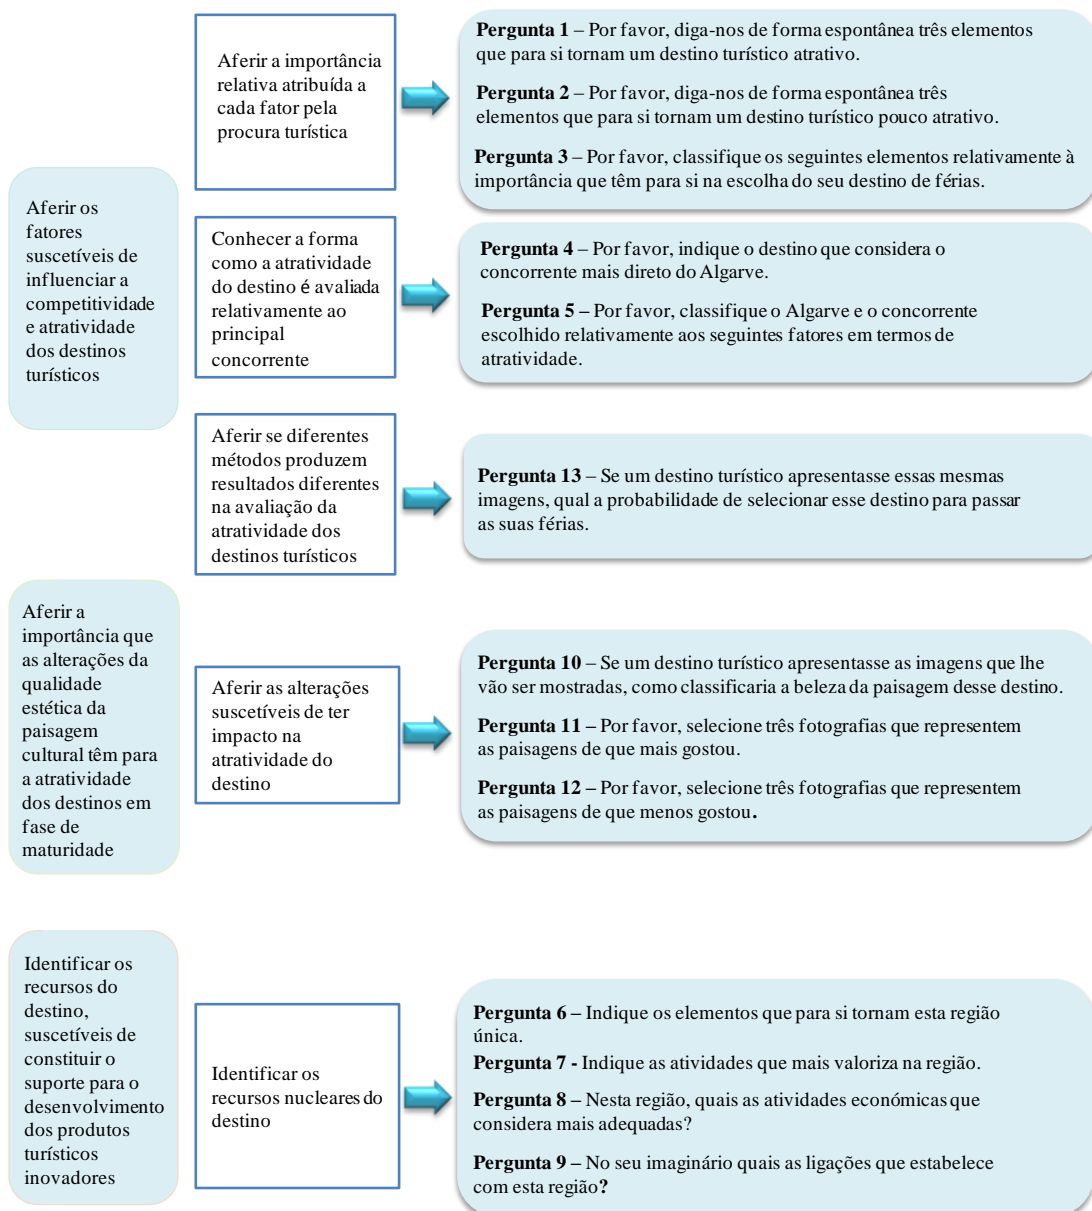 Aferir os
fatores
suscetíveis de
influenciar a
competitividade
e atratividade
dos destinos
turísticos
Aferir a importância
relativa atribuída a
cada fator pela
procura turística
Pergunta 1 – Por favor, diga-nos de forma espontânea três elementos
que para si tornam um destino turístico atrativo.
Pergunta 2 – Por favor, diga-nos de forma espontânea três
elementos que para si tornam um destino turístico pouco atrativo.
Pergunta 3 – Por favor, classifique os seguintes elementos relativamente à
importância que têm para si na escolha do seu destino de férias.
Conhecer a forma
como a atratividade
do destino é avaliada
relativamente ao
principal
concorrente
Pergunta 4 – Por favor, indique o destino que considera o
concorrente mais direto do Algarve.
Pergunta 5 – Por favor, classifique o Algarve e o concorrente
escolhido relativamente aos seguintes fatores em termos de
atratividade.
Aferir se diferentes
métodos produzem
resultados diferentes
na avaliação da
atratividade dos
destinos turísticos
Pergunta 13 – Se um destino turístico apresentasse essas mesmas
imagens, qual a probabilidade de selecionar esse destino para passar
as suas férias.
Aferir a
importância que
as alterações da
qualidade
estética da
paisagem
cultural têm para
a atratividade
dos destinos em
fase de
maturidade
Aferir as alterações
suscetíveis de ter
impacto na
atratividade do
destino
Pergunta 10 – Se um destino turístico apresentasse as imagens que lhe
vão ser mostradas, como classificaria a beleza da paisagem desse destino.
Pergunta 11 – Por favor, selecione três fotografias que representem
as paisagens de que mais gostou.
Pergunta 12 – Por favor, selecione três fotografias que representem
as paisagens de que menos gostou.
Identificar os
recursos do
destino,
suscetíveis de
constituir o
suporte para o
desenvolvimento
dos produtos
turísticos
inovadores
Identificar os
recursos nucleares do
destino
Pergunta 6 – Indique os elementos que para si tornam esta região
única.
Pergunta 7 - Indique as atividades que mais valoriza na região.
Pergunta 8 – Nesta região, quais as atividades económicas que
considera mais adequadas?
Pergunta 9 – No seu imaginário quais as ligações que estabelece
com esta região?